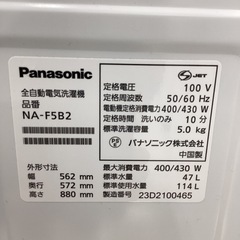 Panasonic
全自動電気洗濯機
品番
NA-F5B2
外形寸法
幅 562 mm
奥行 572 mm
高さ 880 mm
JET
定格電圧 100 V
定格周波数 50/60 Hz
電動機定格消費電力 400/430 W
定格時間 洗いのみ 10 分
標準洗濯容量 5.0 kg
パナソニック株式会社
中国製
最大消費電力 400/430 W
標準水量 47 L
標準使用水量 114 L
製造番号 23D2100465